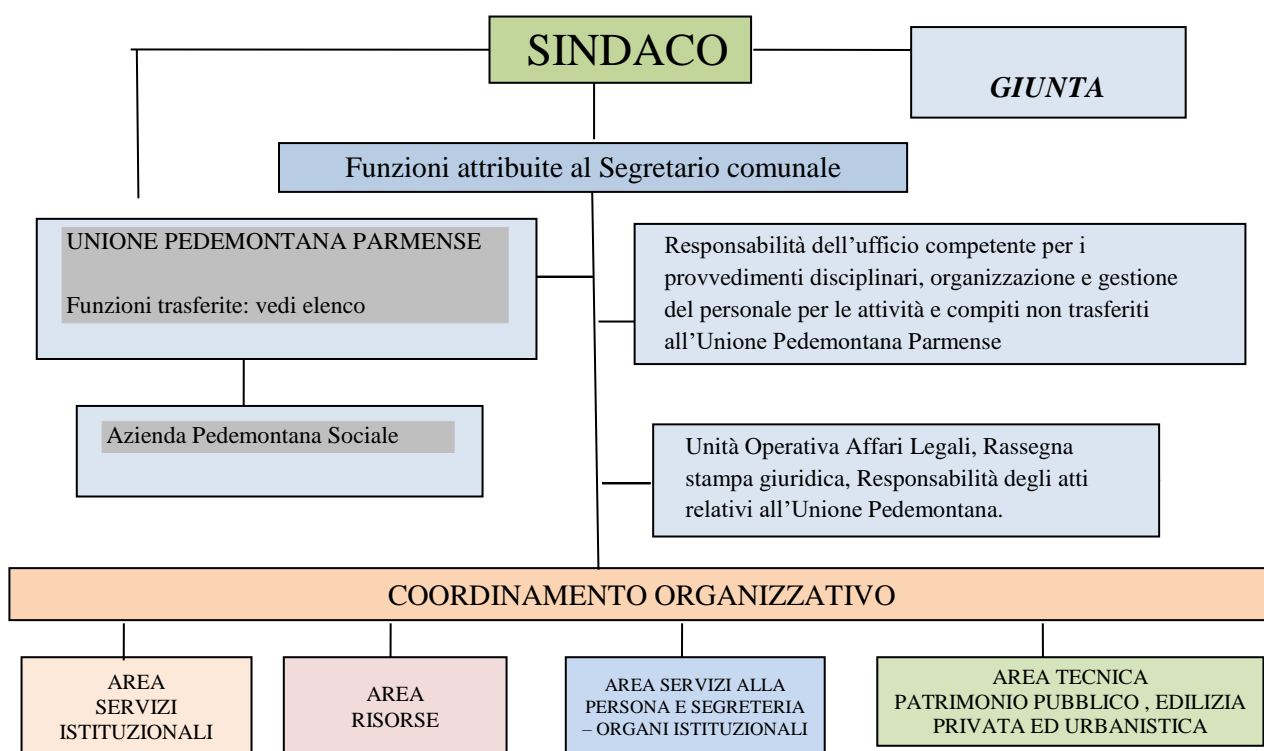 SINDACO
GIUNTA
Funzioni attribuite al Segretario comunale
UNIONE PEDEMONTANA PARMENSE
Funzioni trasferite: vedi elenco
Responsabilità dell’ufficio competente per i
provvedimenti disciplinari, organizzazione e gestione
del personale per le attività e compiti non trasferiti
all’Unione Pedemontana Parmense
Azienda Pedemontana Sociale
Unità Operativa Affari Legali, Rassegna
stampa giuridica, Responsabilità degli atti
relativi all’Unione Pedemontana.
COORDINAMENTO ORGANIZZATIVO
AREA
SERVIZI
ISTITUZIONALI
AREA
RISORSE
AREA SERVIZI ALLA
PERSONA E SEGRETERIA
– ORGANI ISTITUZIONALI
AREA TECNICA
PATRIMONIO PUBBLICO , EDILIZIA
PRIVATA ED URBANISTICA